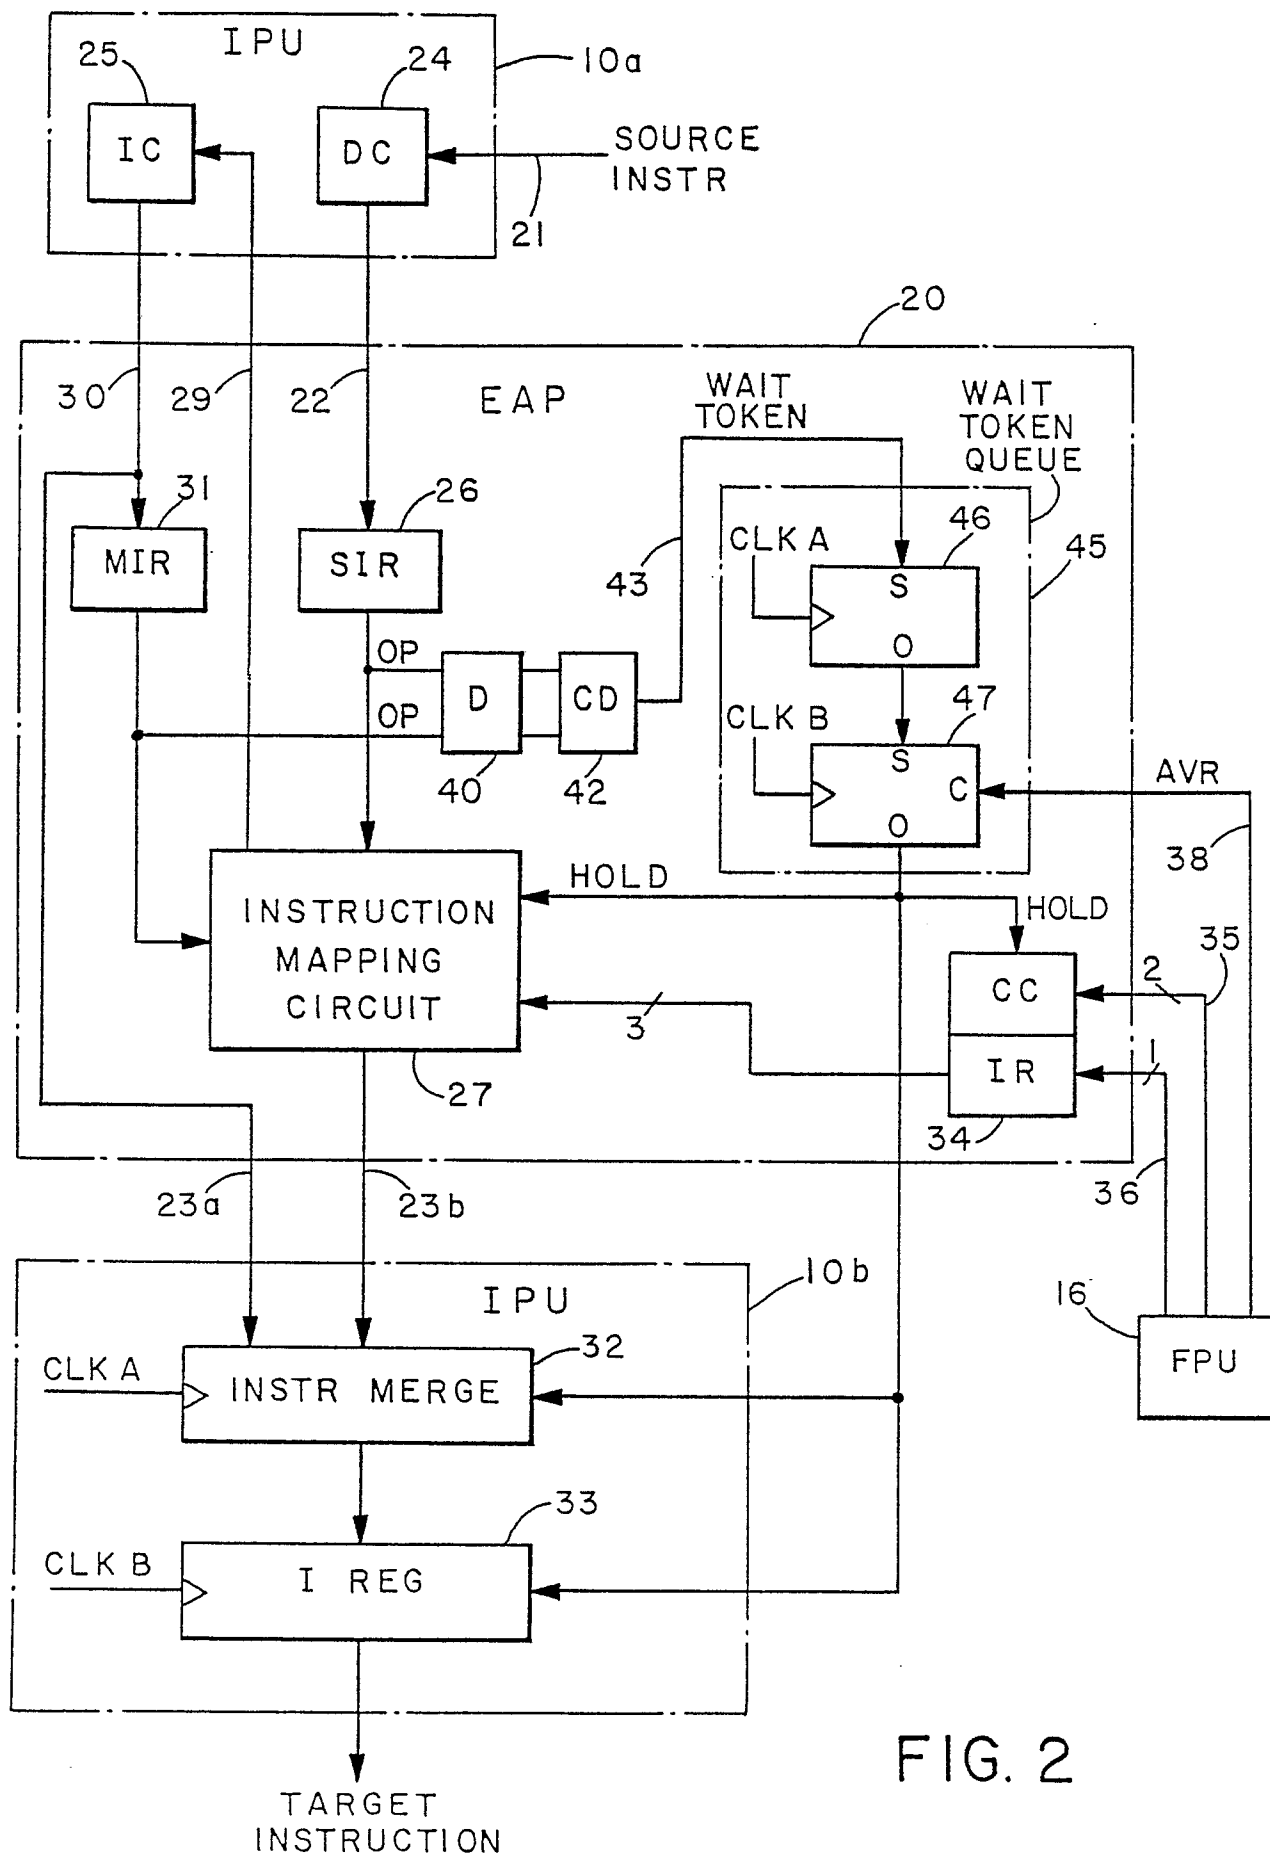 IPU
25
24
10a
IC
DC
SOURCE
INSTR
21
20
30
29
22
EAP
WAIT
TOKEN
WAIT
TOKEN
QUEUE
31
26
43
CLK A
46
45
MIR
SIR
S
O
OP
OP
D
CD
40
42
CLK B
47
S
C
O
AVR
38
HOLD
HOLD
INSTRUCTION
MAPPING
CIRCUIT
27
3
CC
IR
34
2
35
1
36
23a
23b
IPU
10b
16
FPU
CLK A
INSTR MERGE
32
CLK B
I REG
33
TARGET
INSTRUCTION
FIG. 2